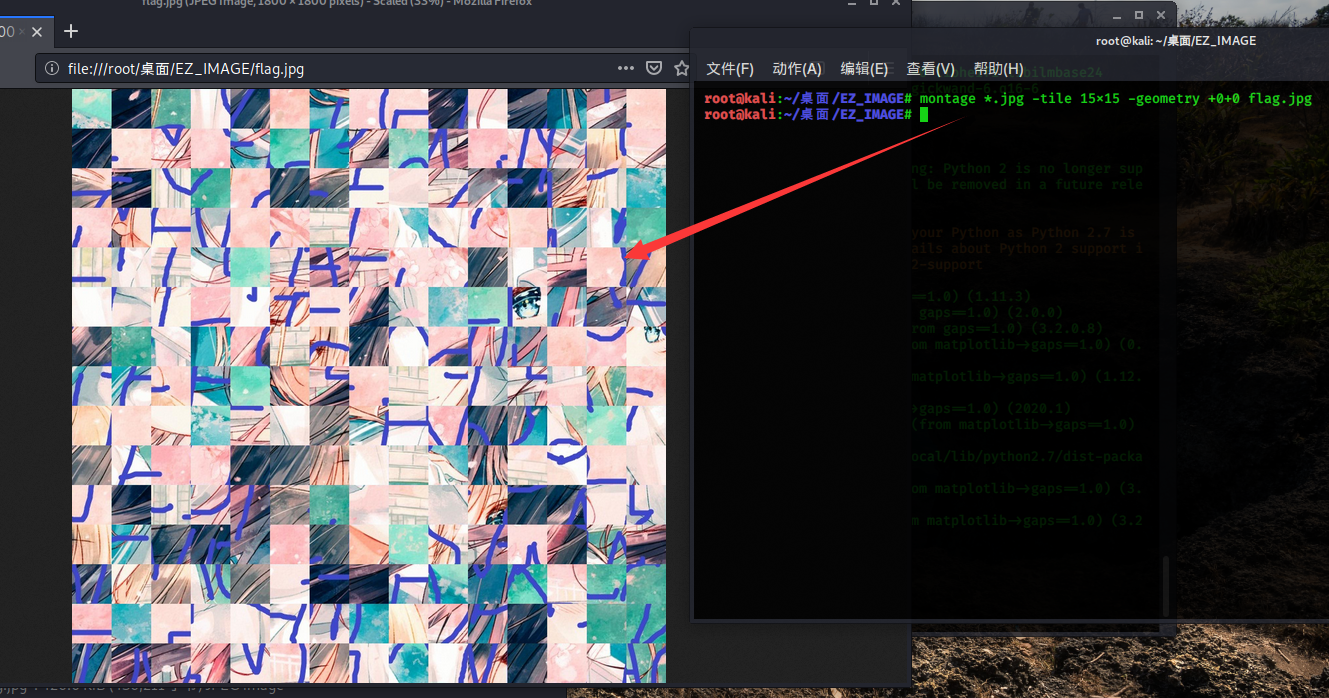 flag.jpg (JPEG Image, 1800 × 1800 pixels) - Scaled (33%) - Mozilla Firefox
file:///root/桌面/EZ_IMAGE/flag.jpg
root@kali: ~/桌面/EZ_IMAGE
文件(F) 动作(A) 编辑(E) 查看(V) 帮助(H)
root@kali:~/桌面/EZ_IMAGE# montage *.jpg -tile 15×15 -geometry +0+0 flag.jpg
root@kali:~/桌面/EZ_IMAGE#
ng: Python 2 is no longer sup
l be removed in a future rele
your Python as Python 2.7 is
ails about Python 2 support i
2-support
==1.0) (1.11.3)
gaps==1.0) (2.0.0)
rom gaps==1.0) (3.2.0.8)
om matplotlib->gaps==1.0) (0.
matplotlib->gaps==1.0) (1.12.
>gaps==1.0) (2020.1)
(from matplotlib->gaps==1.0)
ocal/lib/python2.7/dist-packa
om matplotlib->gaps==1.0) (3.
m matplotlib->gaps==1.0) (3.2